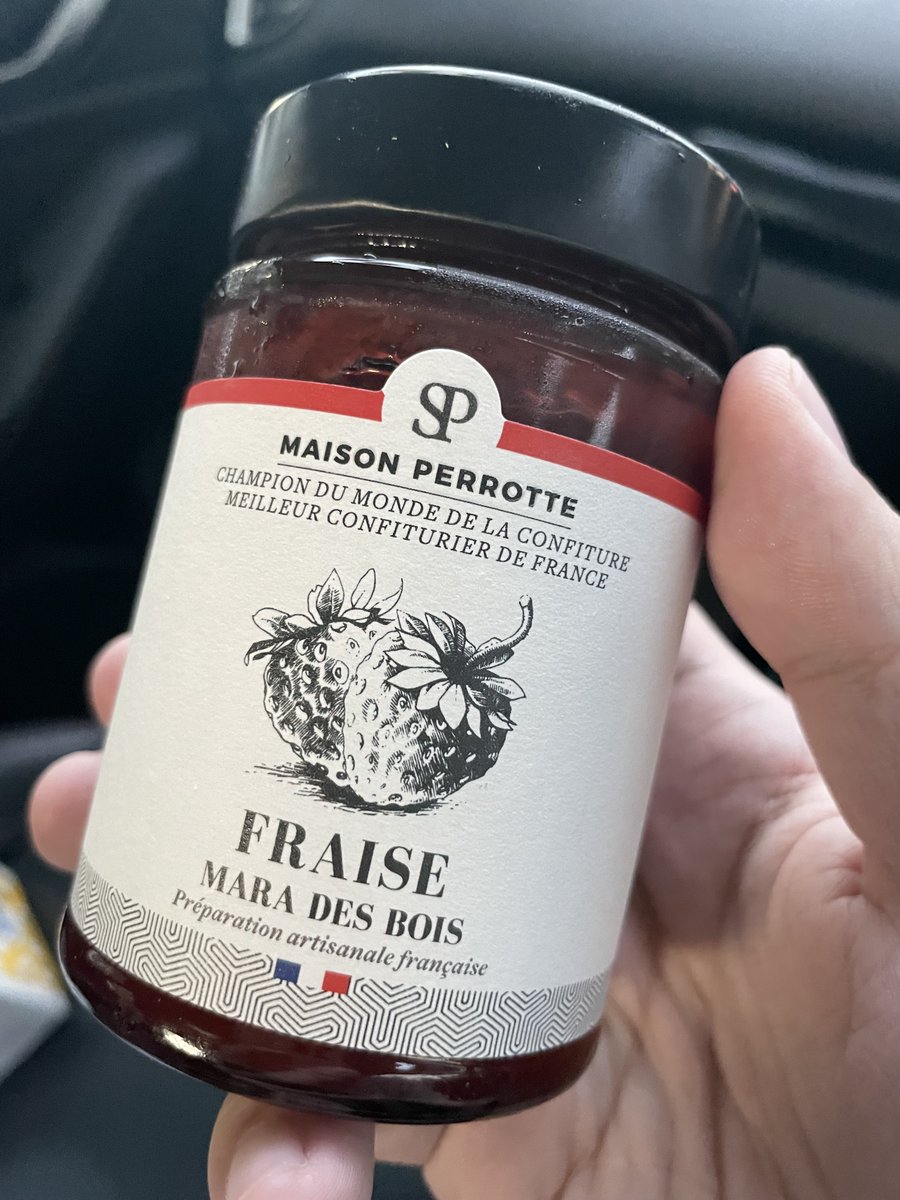 SP
MAISON PERROTTE
CHAMPION DU MONDE DE LA CONFITURE
MEILLEUR CONFITURIER DE FRANCE
FRAISE
MARA DES BOIS
Préparation artisanale française